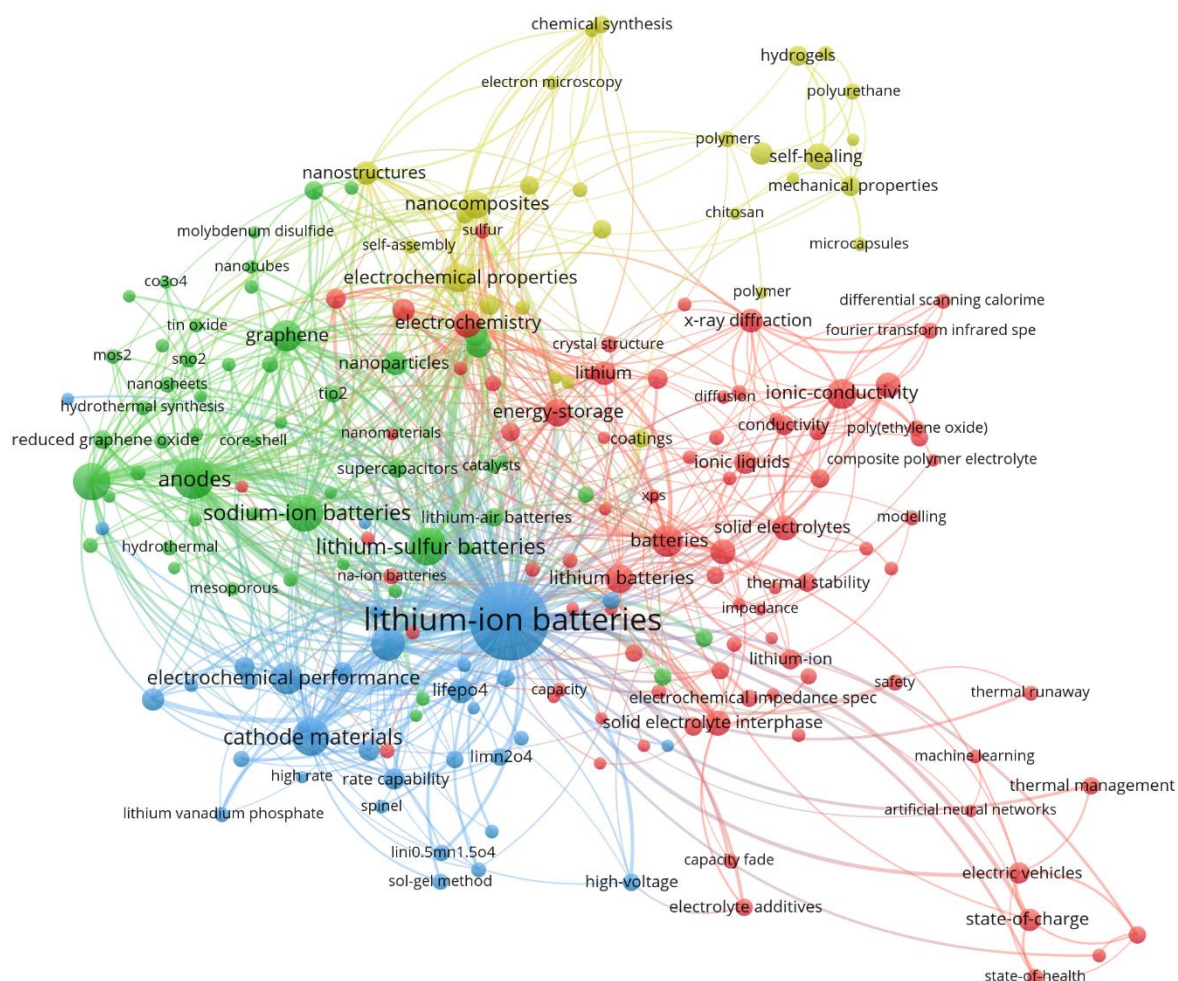 chemical synthesis
hydrogels
electron microscopy
polyurethane
polymers
self-healing
nanostructures
mechanical properties
nanocomposites
chitosan
sulfur
molybdenum disulfide
self-assembly
microcapsules
nanotubes
electrochemical properties
co3o4
polymer
differential scanning calorime
tin oxide
electrochemistry
x-ray diffraction
fourier transform infrared spe
graphene
crystal structure
mos2
sno2
nanoparticles
lithium
nanosheets
tio2
diffusion
ionic-conductivity
hydrothermal synthesis
energy-storage
conductivity
poly(ethylene oxide)
reduced graphene oxide
core-shell
nanomaterials
coatings
composite polymer electrolyte
supercapacitors
catalysts
ionic liquids
anodes
xps
sodium-ion batteries
lithium-air batteries
modelling
solid electrolytes
hydrothermal
lithium-sulfur batteries
batteries
na-ion batteries
lithium batteries
thermal stability
mesoporous
impedance
lithium-ion batteries
lithium-ion
electrochemical performance
lifepo4
capacity
safety
thermal runaway
electrochemical impedance spec
solid electrolyte interphase
cathode materials
limn2o4
machine learning
high rate
rate capability
thermal management
lithium vanadium phosphate
spinel
artificial neural networks
lini0.5mn1.5o4
capacity fade
electric vehicles
sol-gel method
high-voltage
electrolyte additives
state-of-charge
state-of-health